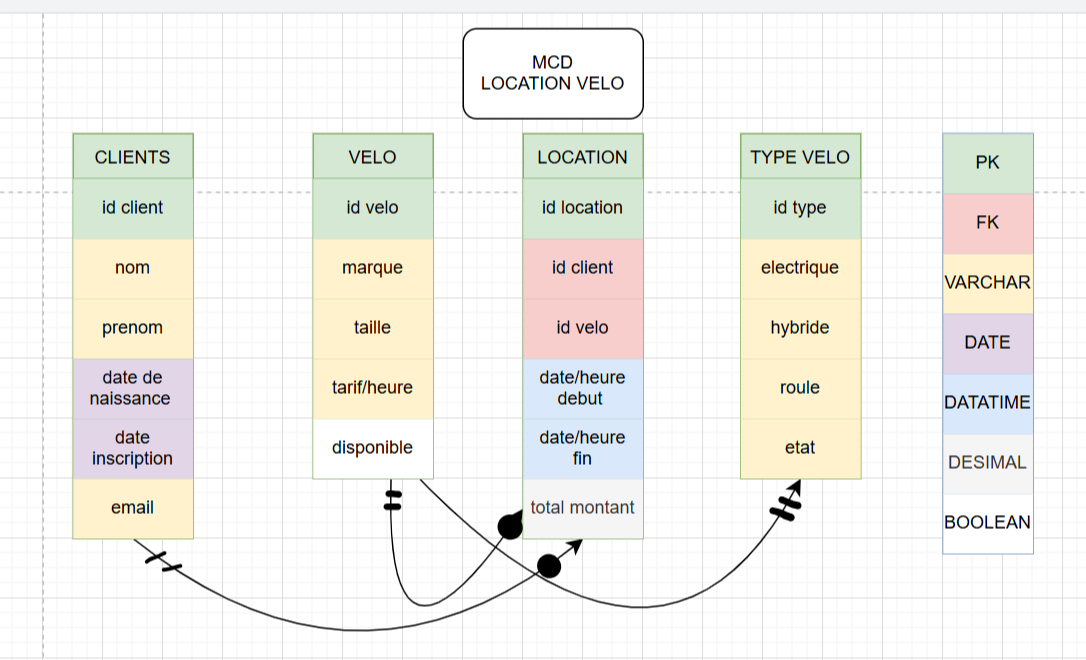 MCD
LOCATION VELO
CLIENTS
id client
nom
prenom
date de
naissance
date
inscription
email
VELO
id velo
marque
taille
tarif/heure
disponible
LOCATION
id location
id client
id velo
date/heure
debut
date/heure
fin
total montant
TYPE VELO
id type
electrique
hybride
roule
etat
PK
FK
VARCHAR
DATE
DATATIME
DESIMAL
BOOLEAN